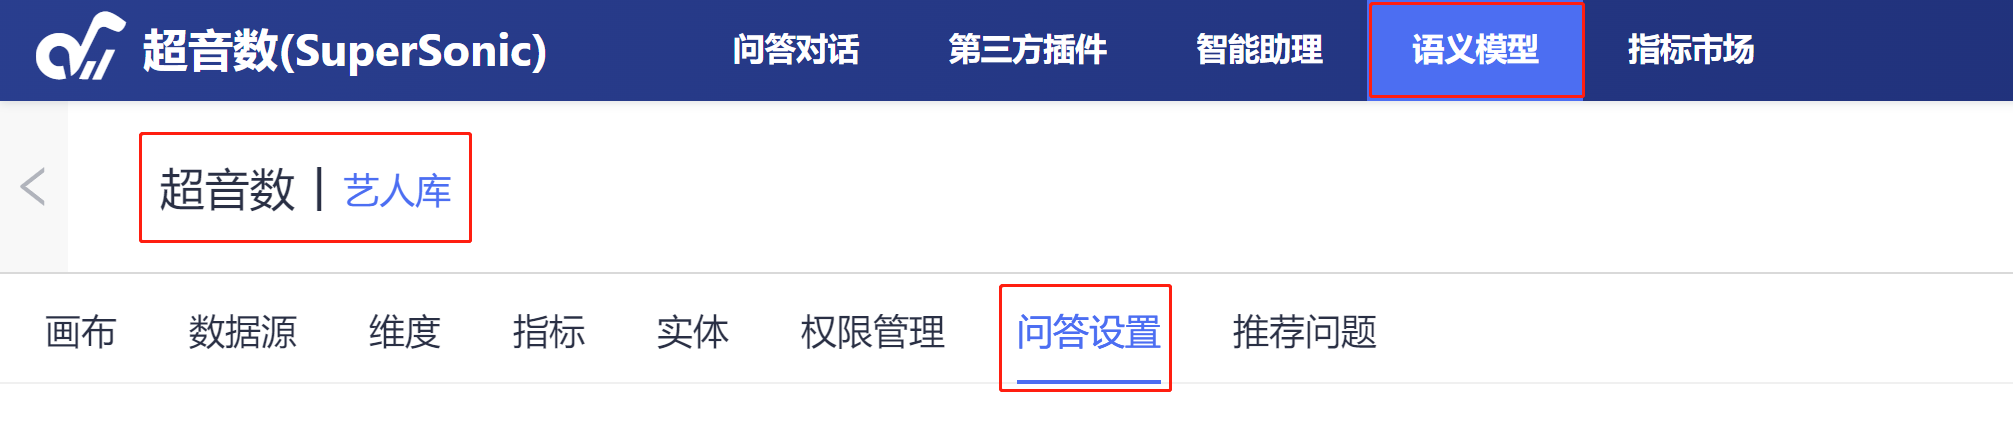 超音数(SuperSonic) 问答对话 第三方插件 智能助理 语义模型 指标市场
超音数 | 艺人库
画布 数据源 维度 指标 实体 权限管理 问答设置 推荐问题